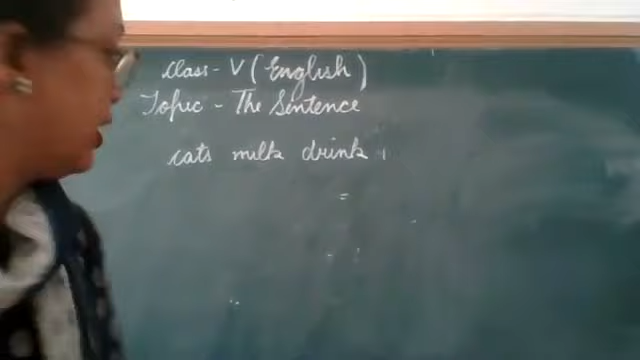 Class - V (English)
Topic - The Sentence
cats milk drink